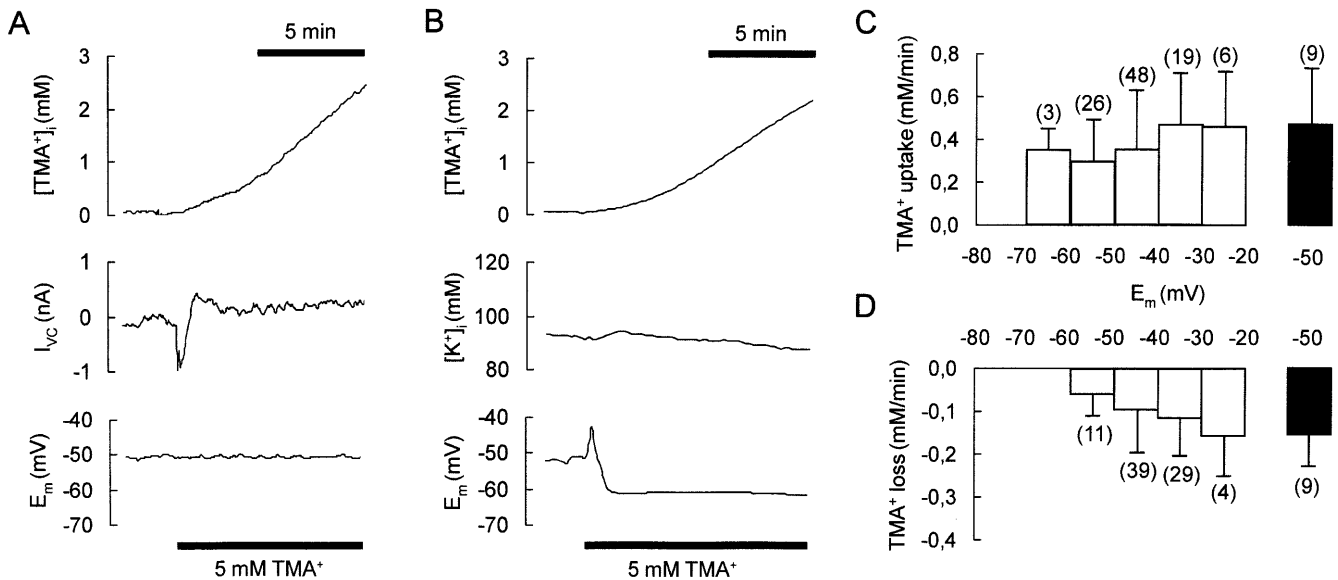 A
5 min
[TMA⁺]ᵢ (mM)
3
2
1
0
I_VC (nA)
1
0
-1
E_m (mV)
-40
-50
-60
-70
5 mM TMA⁺
B
5 min
[TMA⁺]ᵢ (mM)
3
2
1
0
[K⁺]ᵢ (mM)
120
100
80
E_m (mV)
-40
-50
-60
-70
5 mM TMA⁺
C
TMA⁺ uptake (mM/min)
0,8
0,6
0,4
0,2
0,0
(3) (26) (48) (19) (6) (9)
-80 -70 -60 -50 -40 -30 -20 -50
E_m (mV)
D
-80 -70 -60 -50 -40 -30 -20 -50
TMA⁺ loss (mM/min)
0,0
-0,1
-0,2
-0,3
-0,4
(11) (39) (29) (4) (9)